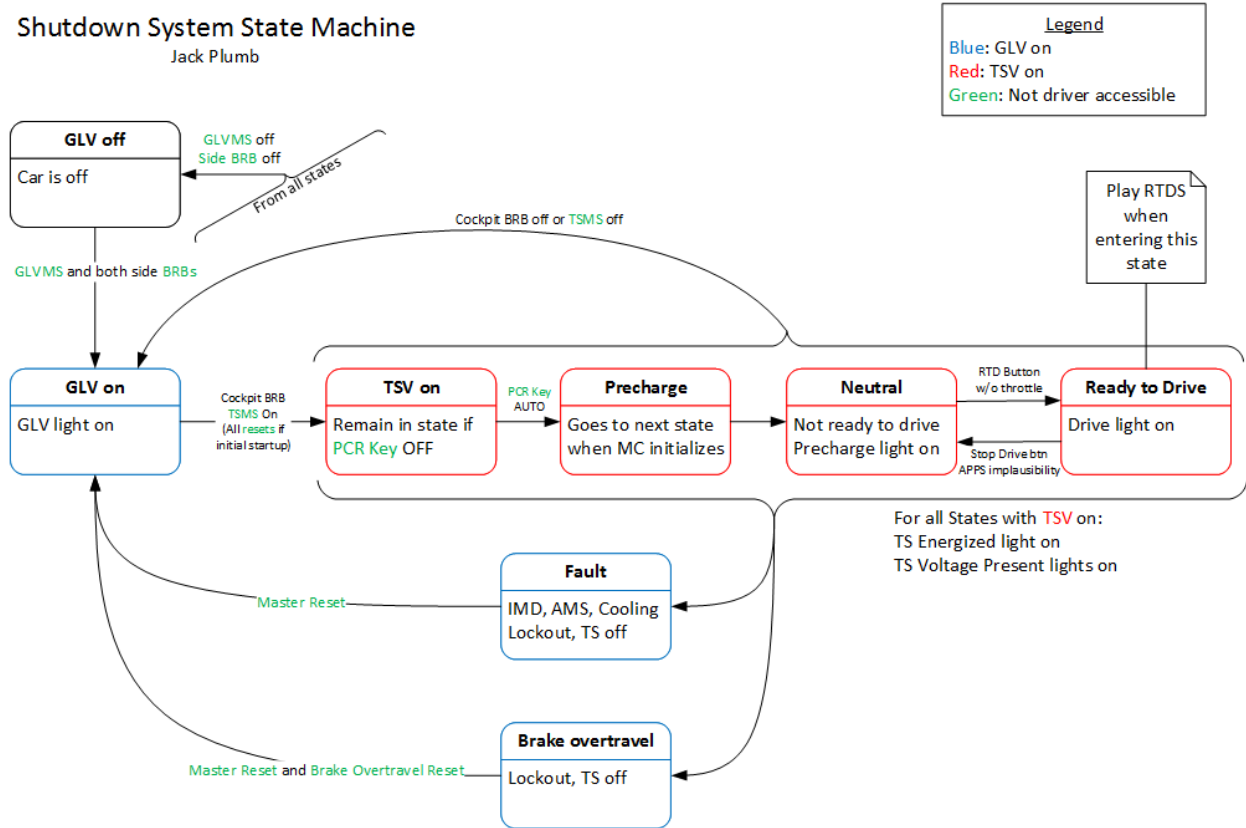 Shutdown System State Machine
Jack Plumb
Legend
Blue: GLV on
Red: TSV on
Green: Not driver accessible
GLV off
Car is off
GLVMS off
Side BRB off
From all states
Play RTDS
when
entering this
state
Cockpit BRB off or TSMS off
GLVMS and both side BRBs
GLV on
GLV light on
Cockpit BRB
TSMS On
(All resets if
initial startup)
TSV on
Remain in state if
PCR Key OFF
PCR Key
AUTO
Precharge
Goes to next state
when MC initializes
Neutral
Not ready to drive
Precharge light on
RTD Button
w/o throttle
Stop Drive btn
APPS implausibility
Ready to Drive
Drive light on
For all States with TSV on:
TS Energized light on
TS Voltage Present lights on
Fault
IMD, AMS, Cooling
Lockout, TS off
Master Reset
Brake overtravel
Lockout, TS off
Master Reset and Brake Overtravel Reset